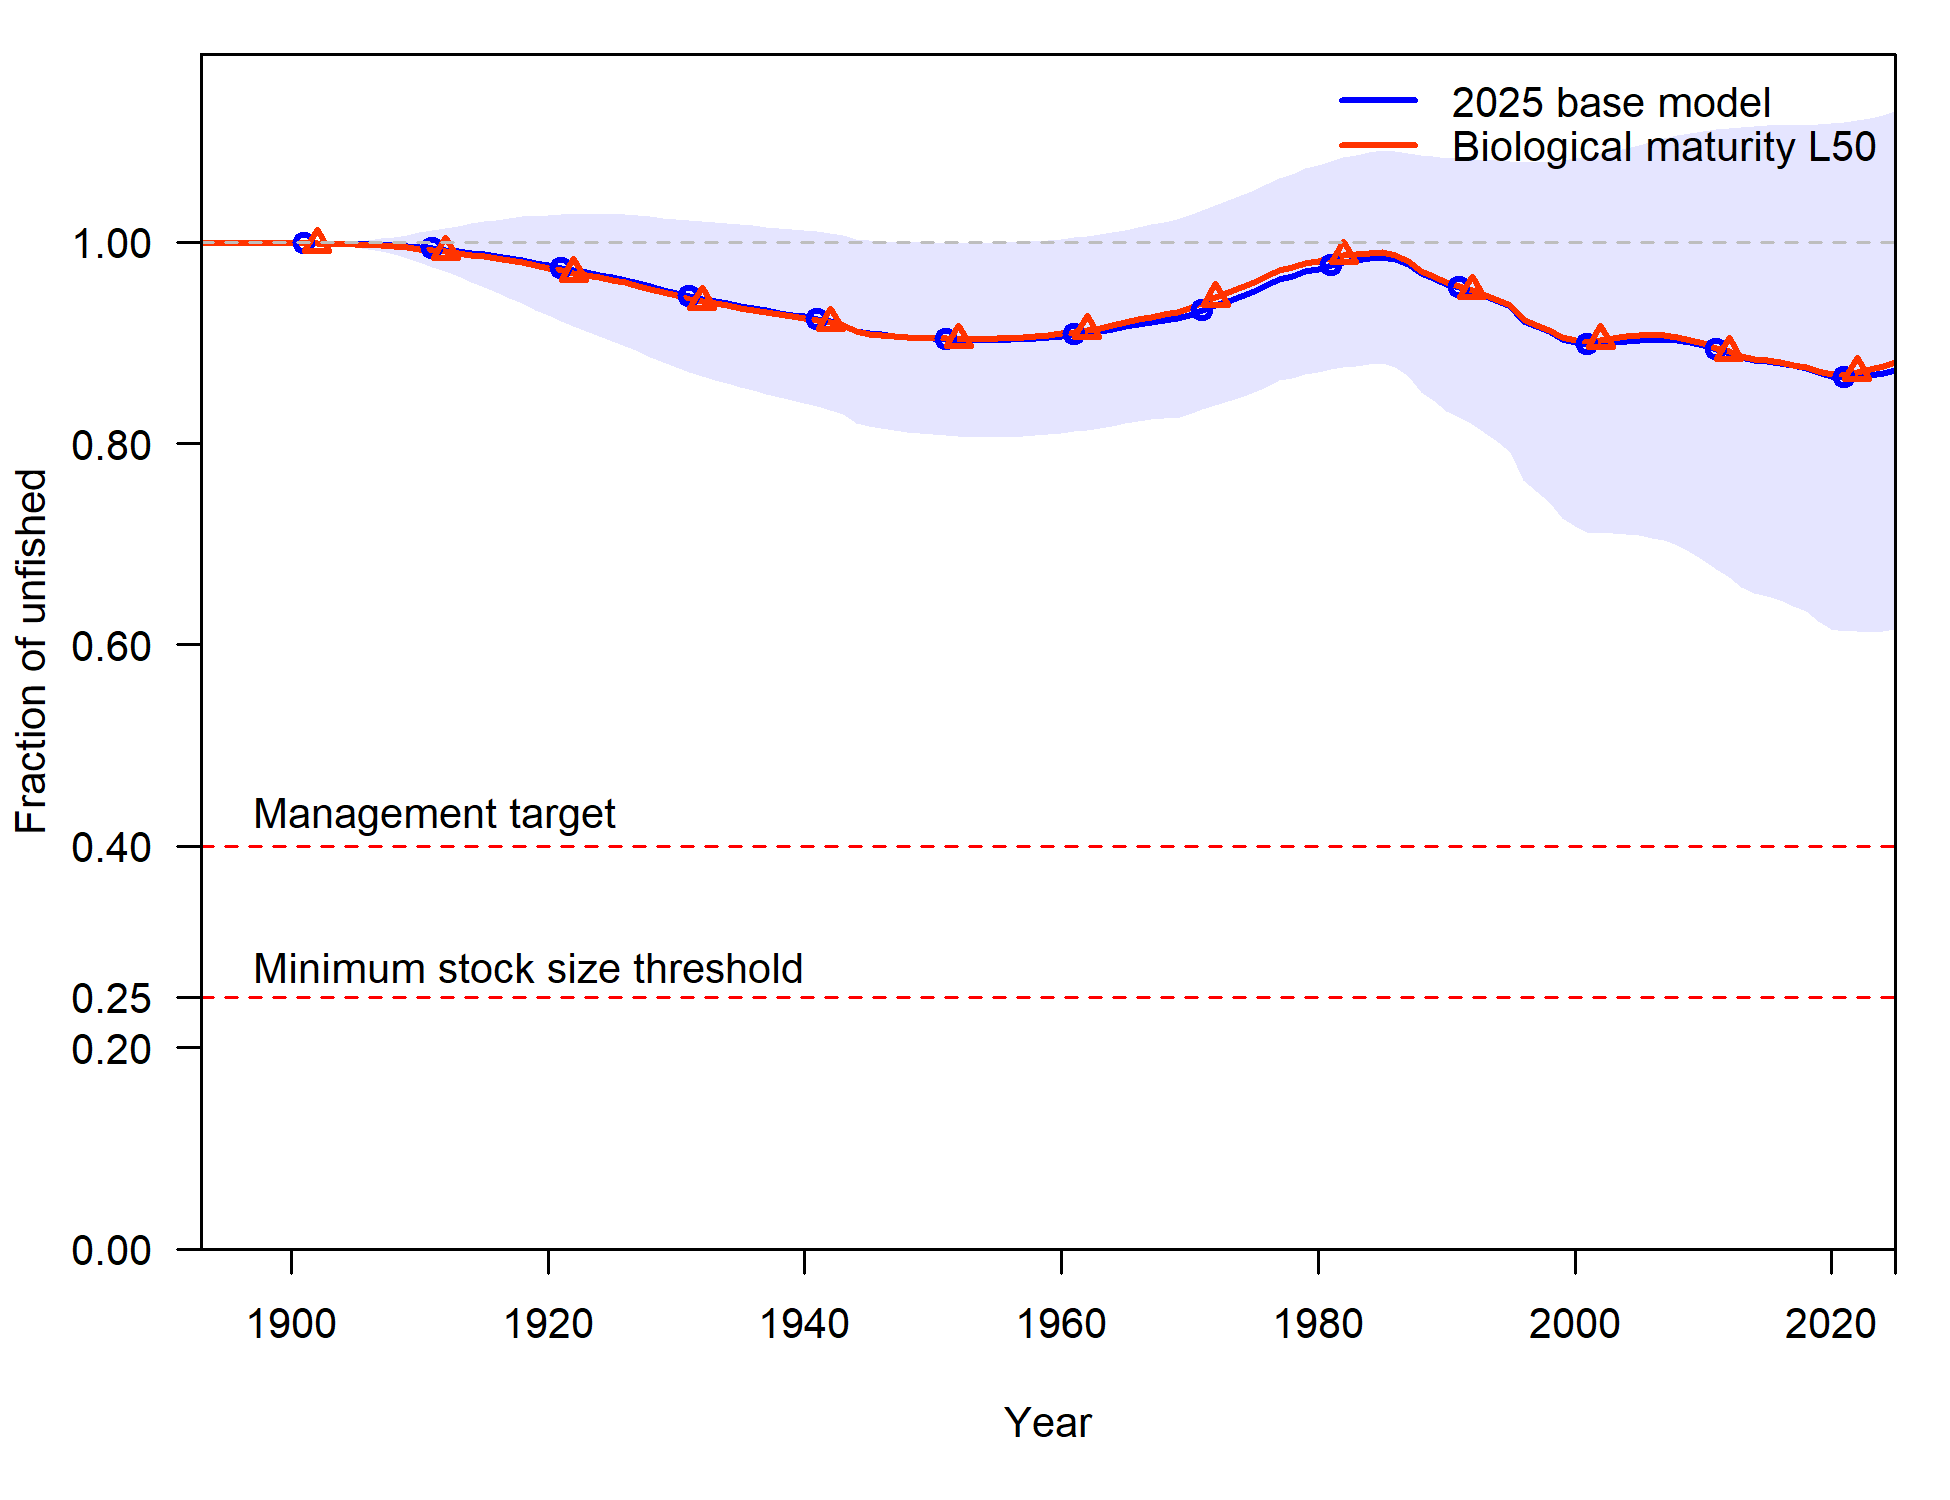 2025 base model
Biological maturity L50
1.00
0.80
0.60
0.40
0.25
0.20
0.00
Fraction of unfished
Management target
Minimum stock size threshold
1900 1920 1940 1960 1980 2000 2020
Year